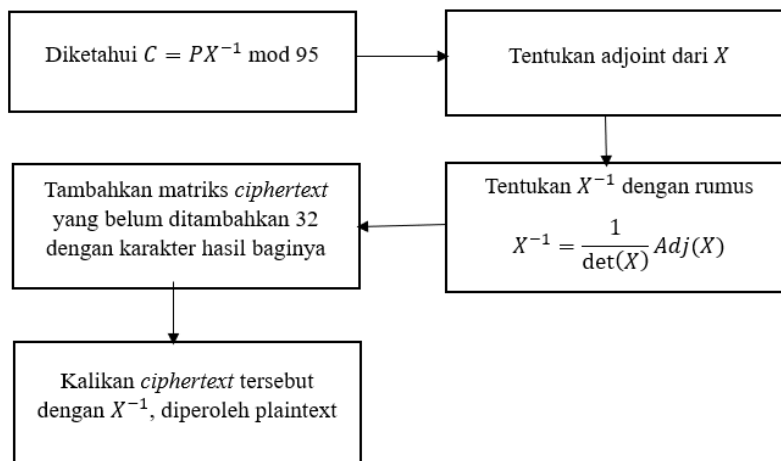 Diketahui 𝐶 = 𝑃𝑋⁻¹ mod 95
Tentukan adjoint dari 𝑋
Tentukan 𝑋⁻¹ dengan rumus
𝑋⁻¹ = 1/det(𝑋) 𝐴𝑑𝑗(𝑋)
Tambahkan matriks ciphertext
yang belum ditambahkan 32
dengan karakter hasil baginya
Kalikan ciphertext tersebut
dengan 𝑋⁻¹, diperoleh plaintext